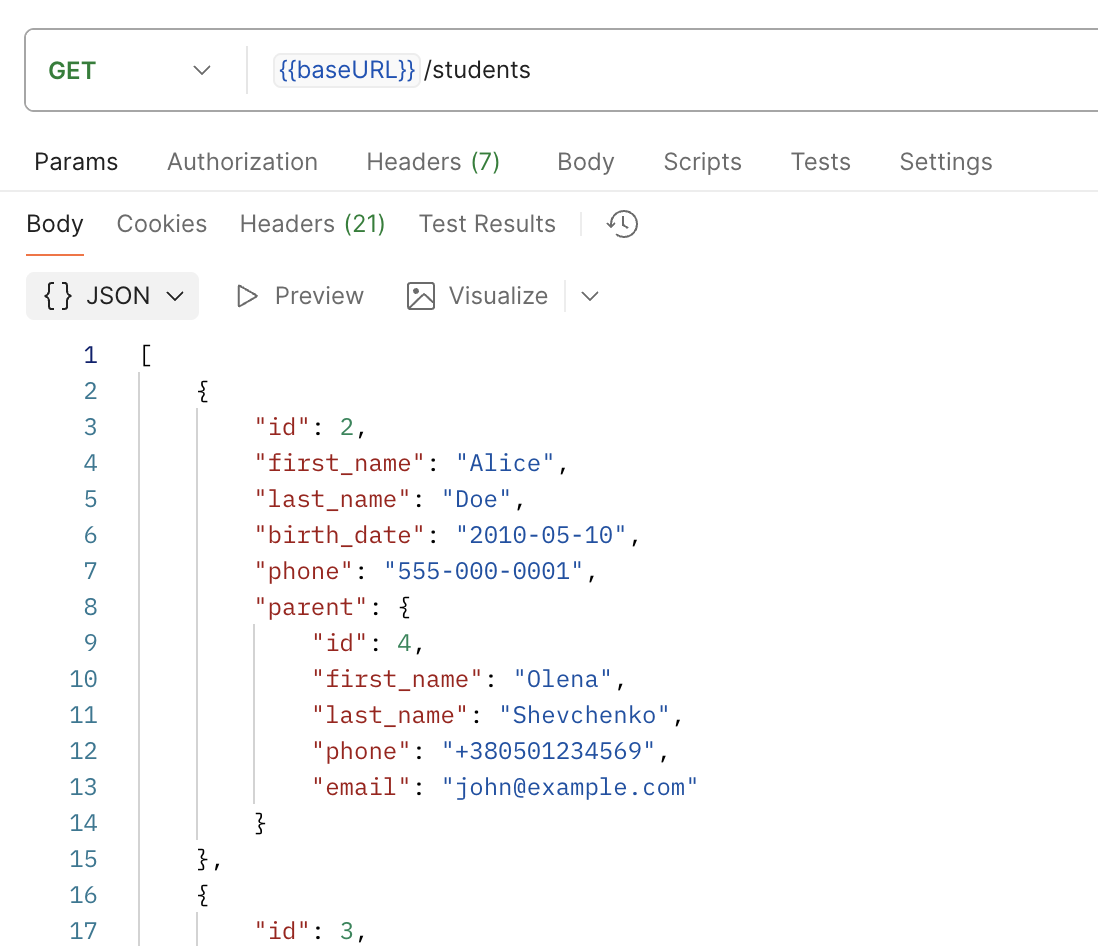 GET {{baseURL}}/students
Params Authorization Headers (7) Body Scripts Tests Settings
Body Cookies Headers (21) Test Results
{} JSON Preview Visualize
1 [
2 {
3 "id": 2,
4 "first_name": "Alice",
5 "last_name": "Doe",
6 "birth_date": "2010-05-10",
7 "phone": "555-000-0001",
8 "parent": {
9 "id": 4,
10 "first_name": "Olena",
11 "last_name": "Shevchenko",
12 "phone": "+380501234569",
13 "email": "john@example.com"
14 }
15 },
16 {
17 "id": 3,